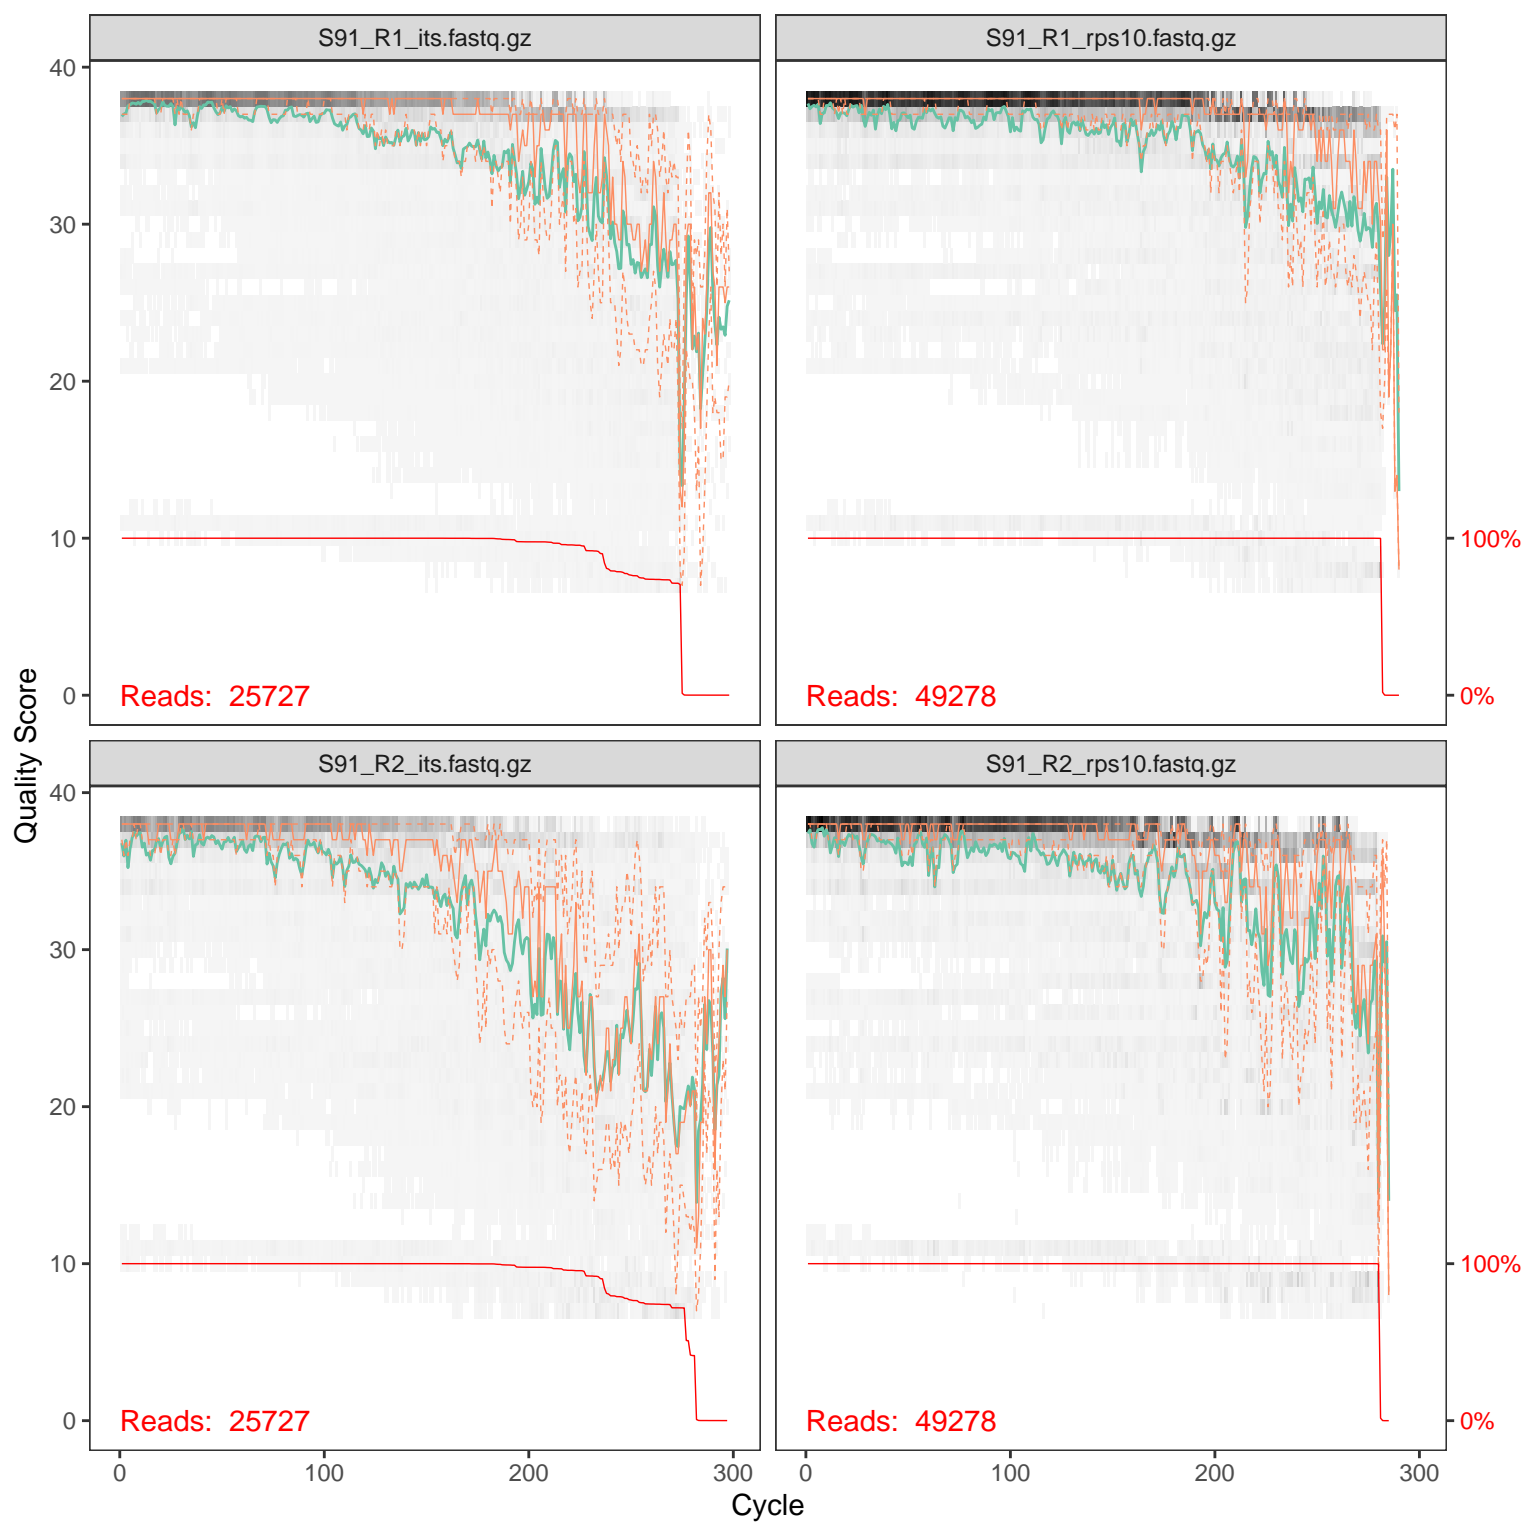 S91_R1_its.fastq.gz
S91_R1_rps10.fastq.gz
40
30
20
10
0
Reads: 25727
Reads: 49278
100%
0%
Quality Score
S91_R2_its.fastq.gz
S91_R2_rps10.fastq.gz
40
30
20
10
0
Reads: 25727
Reads: 49278
100%
0%
0 100 200 300
0 100 200 300
Cycle